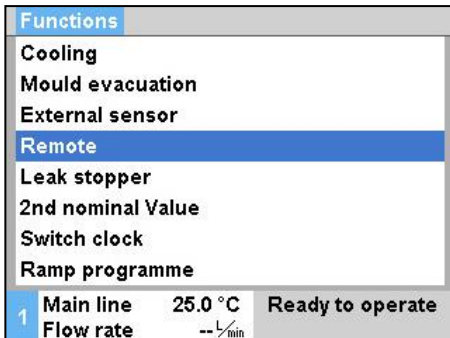 Functions
Cooling
Mould evacuation
External sensor
Remote
Leak stopper
2nd nominal Value
Switch clock
Ramp programme
1 Main line 25.0 °C Ready to operate
Flow rate -- L/min